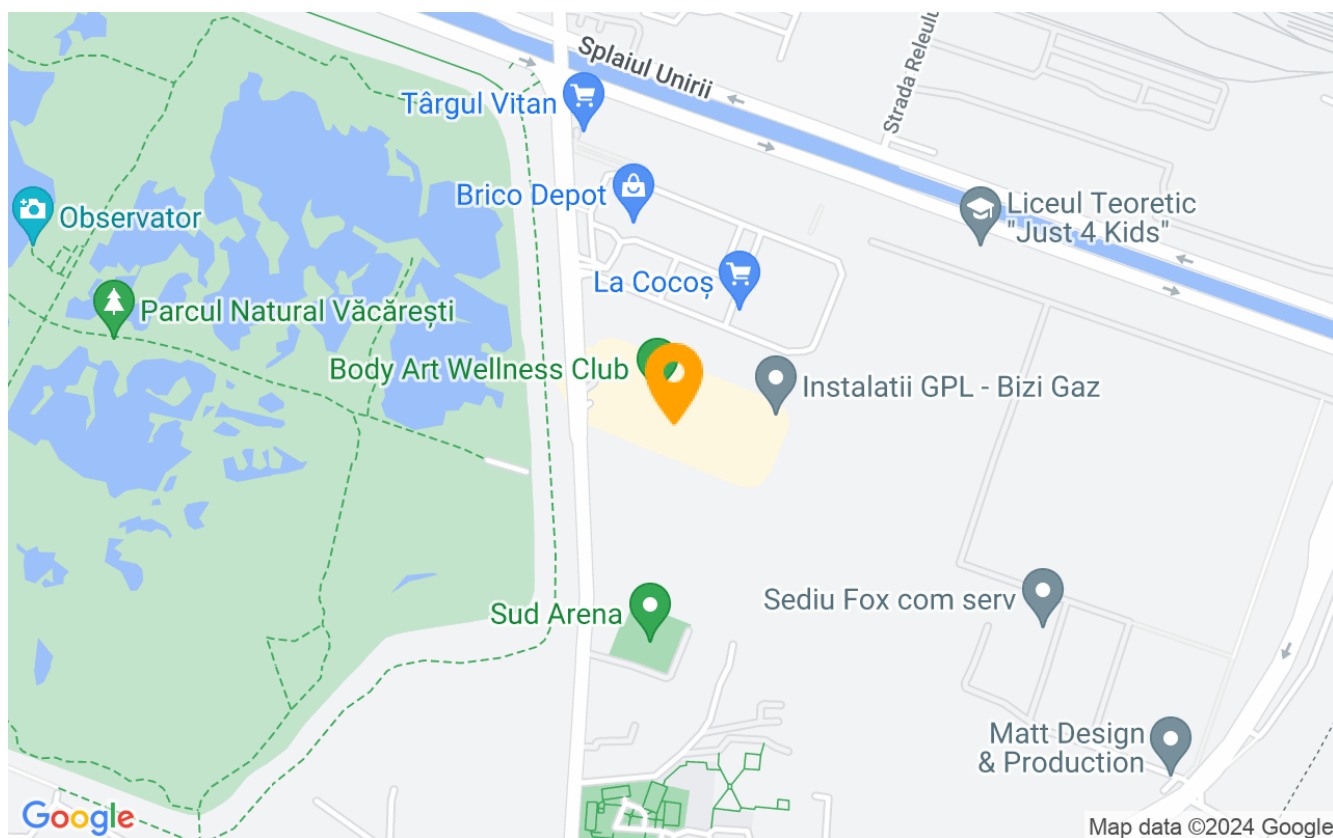 Splaiul Unirii
Strada Releului
Târgul Vitan
Brico Depot
Liceul Teoretic
"Just 4 Kids"
Observator
La Cocoș
Parcul Natural Văcărești
Body Art Wellness Club
Instalatii GPL - Bizi Gaz
Sediu Fox com serv
Sud Arena
Matt Design
& Production
Google
Map data ©2024 Google